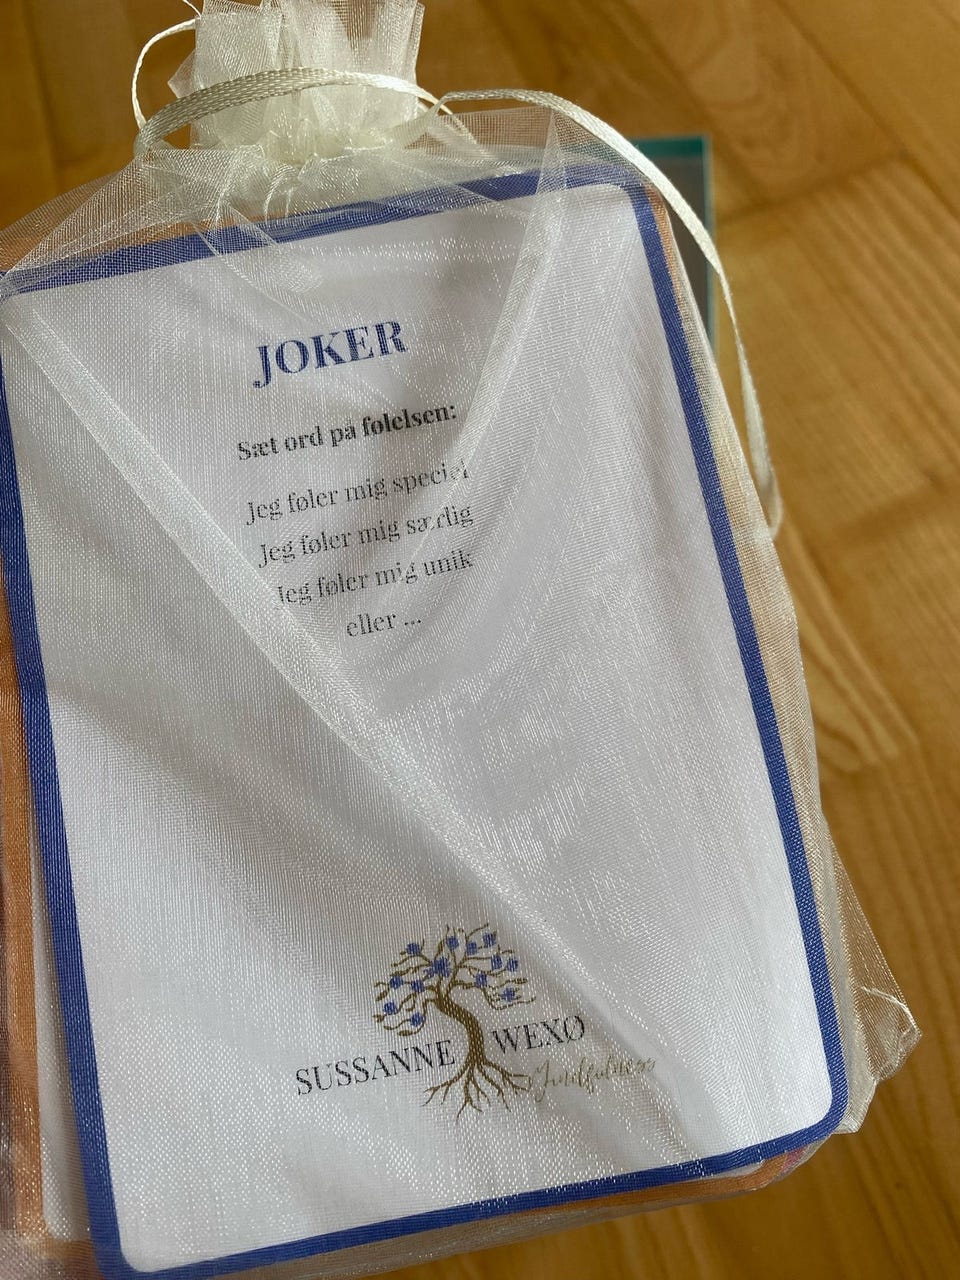 JOKER
Sæt ord på følelsen:
Jeg føler mig speciel
Jeg føler mig særlig
Jeg føler mig unik
eller ...
SUSSANNE WEXØ
Mindfulness